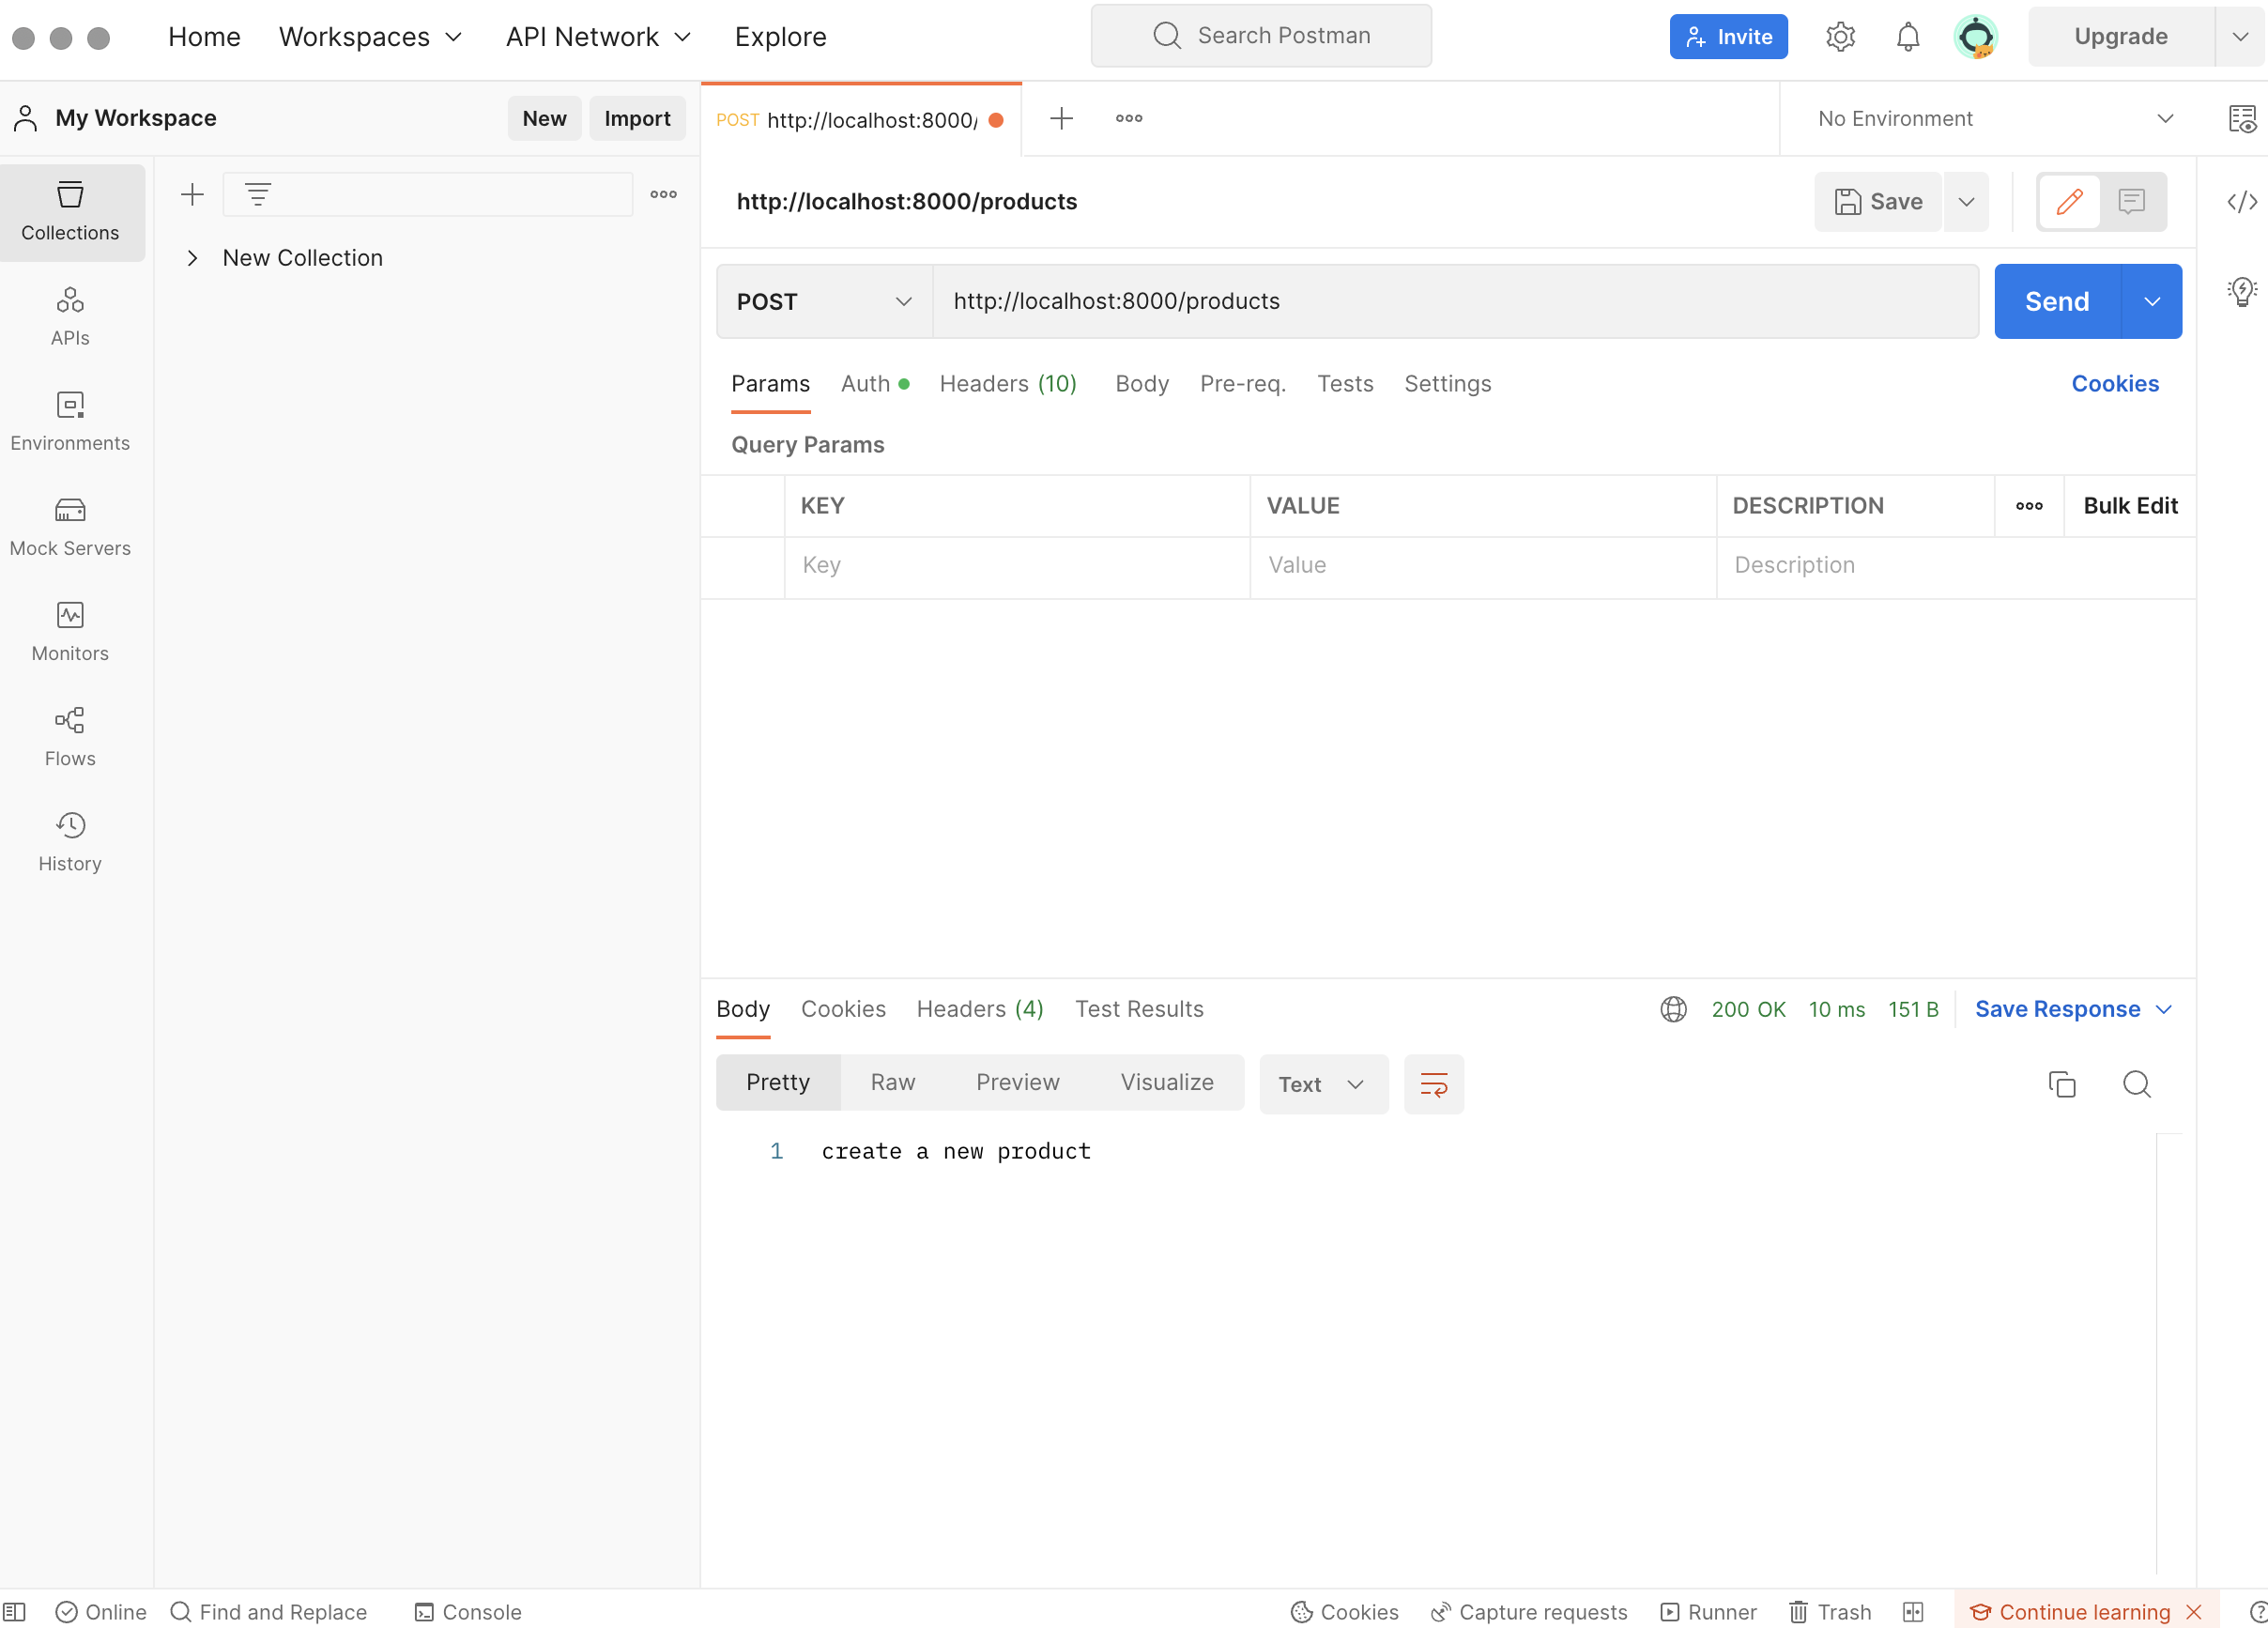 Home Workspaces API Network Explore Search Postman Invite Upgrade
My Workspace New Import POST http://localhost:8000/ No Environment
Collections
APIs
Environments
Mock Servers
Monitors
Flows
History
New Collection
http://localhost:8000/products Save
POST http://localhost:8000/products Send
Params Auth Headers (10) Body Pre-req. Tests Settings Cookies
Query Params
KEY VALUE DESCRIPTION Bulk Edit
Key Value Description
Body Cookies Headers (4) Test Results 200 OK 10 ms 151 B Save Response
Pretty Raw Preview Visualize Text
1 create a new product
Online Find and Replace Console Cookies Capture requests Runner Trash Continue learning